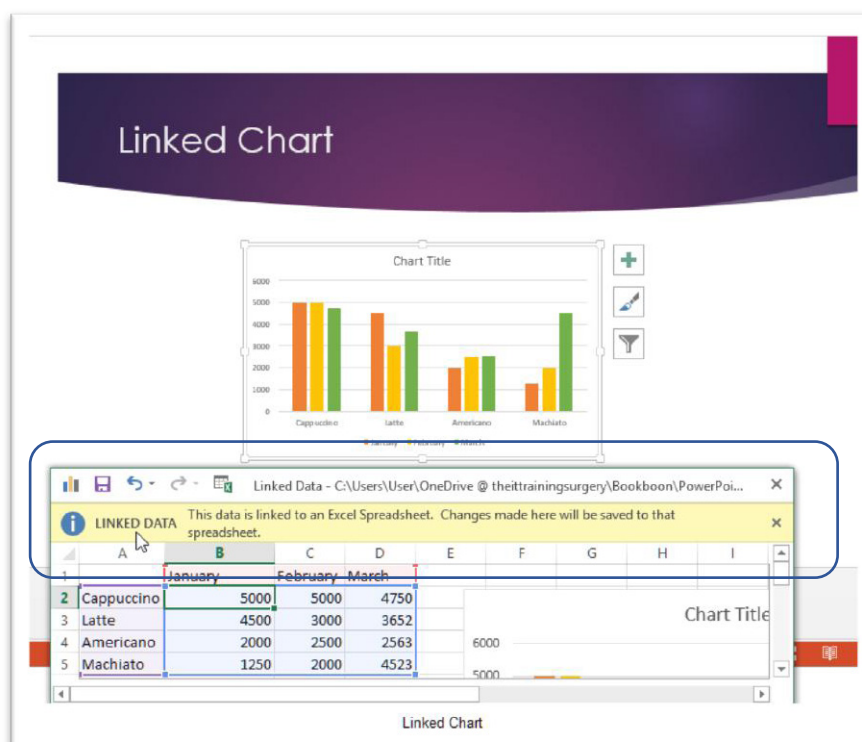 Linked Chart
Chart Title
6000
5000
4000
3000
2000
1000
0
Cappuccino Latte Americano Machiato
January February March
Linked Data - C:\Users\User\OneDrive @ theittrainingsurgery\Bookboon\PowerPoi...
LINKED DATA This data is linked to an Excel Spreadsheet. Changes made here will be saved to that
spreadsheet.
A B C D E F G H I
1 January February March
2 Cappuccino 5000 5000 4750
3 Latte 4500 3000 3652
4 Americano 2000 2500 2563
5 Machiato 1250 2000 4523
Chart Title
6000
5000
Linked Chart